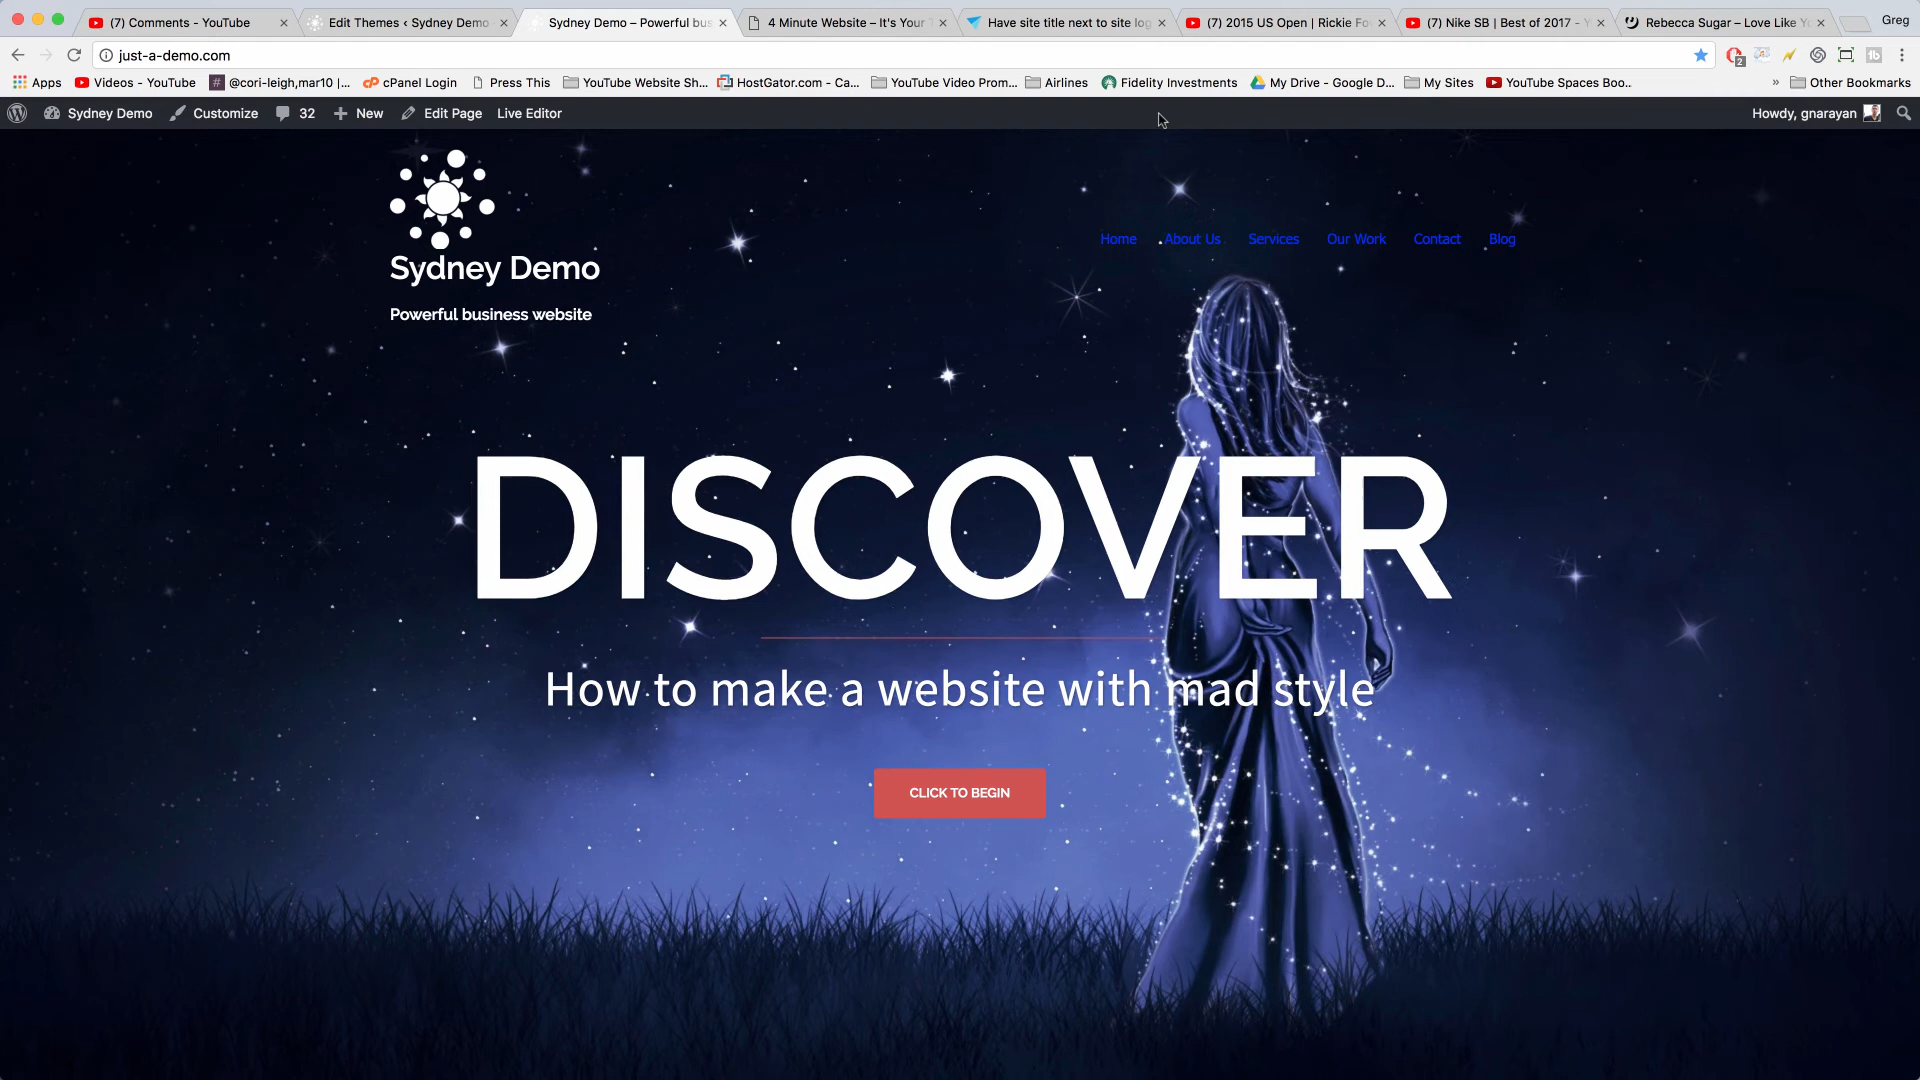 (7) Comments - YouTube
Edit Themes ‹ Sydney Demo
Sydney Demo – Powerful bus
4 Minute Website – It's Your T
Have site title next to site log
(7) 2015 US Open | Rickie Fo
(7) Nike SB | Best of 2017 - Y
Rebecca Sugar – Love Like Yo
Greg
just-a-demo.com
2
Apps
Videos - YouTube
@cori-leigh,mar10 |...
cPanel Login
Press This
YouTube Website Sh...
HostGator.com - Ca...
YouTube Video Prom...
Airlines
Fidelity Investments
My Drive - Google D...
My Sites
YouTube Spaces Boo...
»
Other Bookmarks
Sydney Demo
Customize
32
New
Edit Page
Live Editor
Howdy, gnarayan
Sydney Demo
Powerful business website
Home
About Us
Services
Our Work
Contact
Blog
DISCOVER
How to make a website with mad style
CLICK TO BEGIN